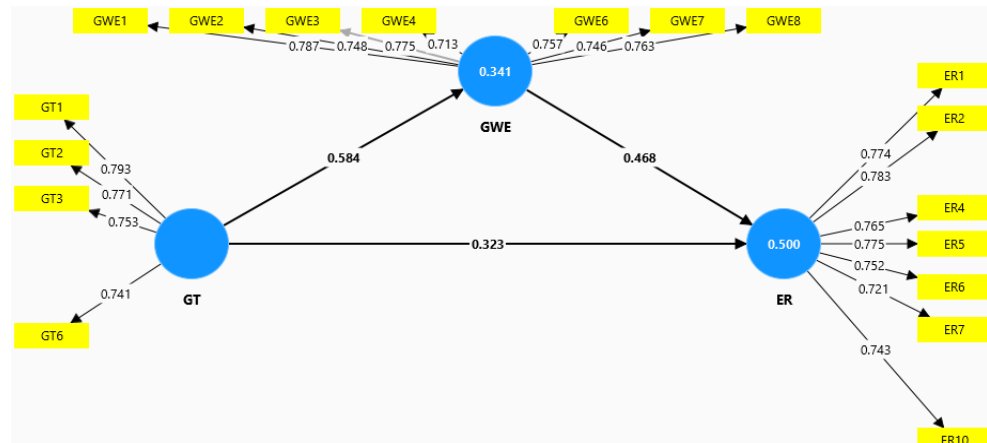 GWE1 GWE2 GWE3 GWE4 GWE6 GWE7 GWE8
0.787 0.748 0.775 0.713 0.757 0.746 0.763
0.341
GWE
ER1
GT1
ER2
GT2
0.793
0.584
0.468
0.774
0.783
GT3
0.771
0.753
ER4
0.765
0.323
0.500
0.775
ER5
0.752
ER6
GT
ER
0.741
0.721
ER7
GT6
0.743
ER10